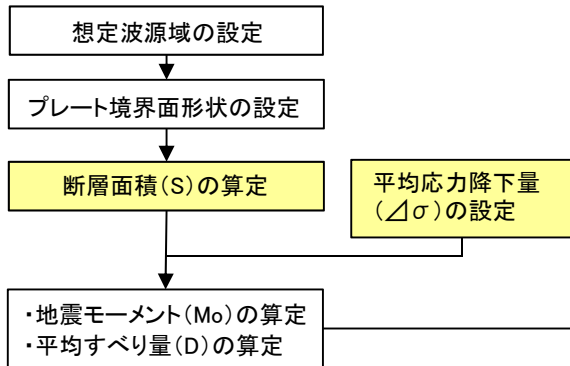 想定波源域の設定
プレート境界面形状の設定
断層面積(S)の算定
平均応力降下量
(⊿σ)の設定
・地震モーメント(Mo)の算定
・平均すべり量(D)の算定